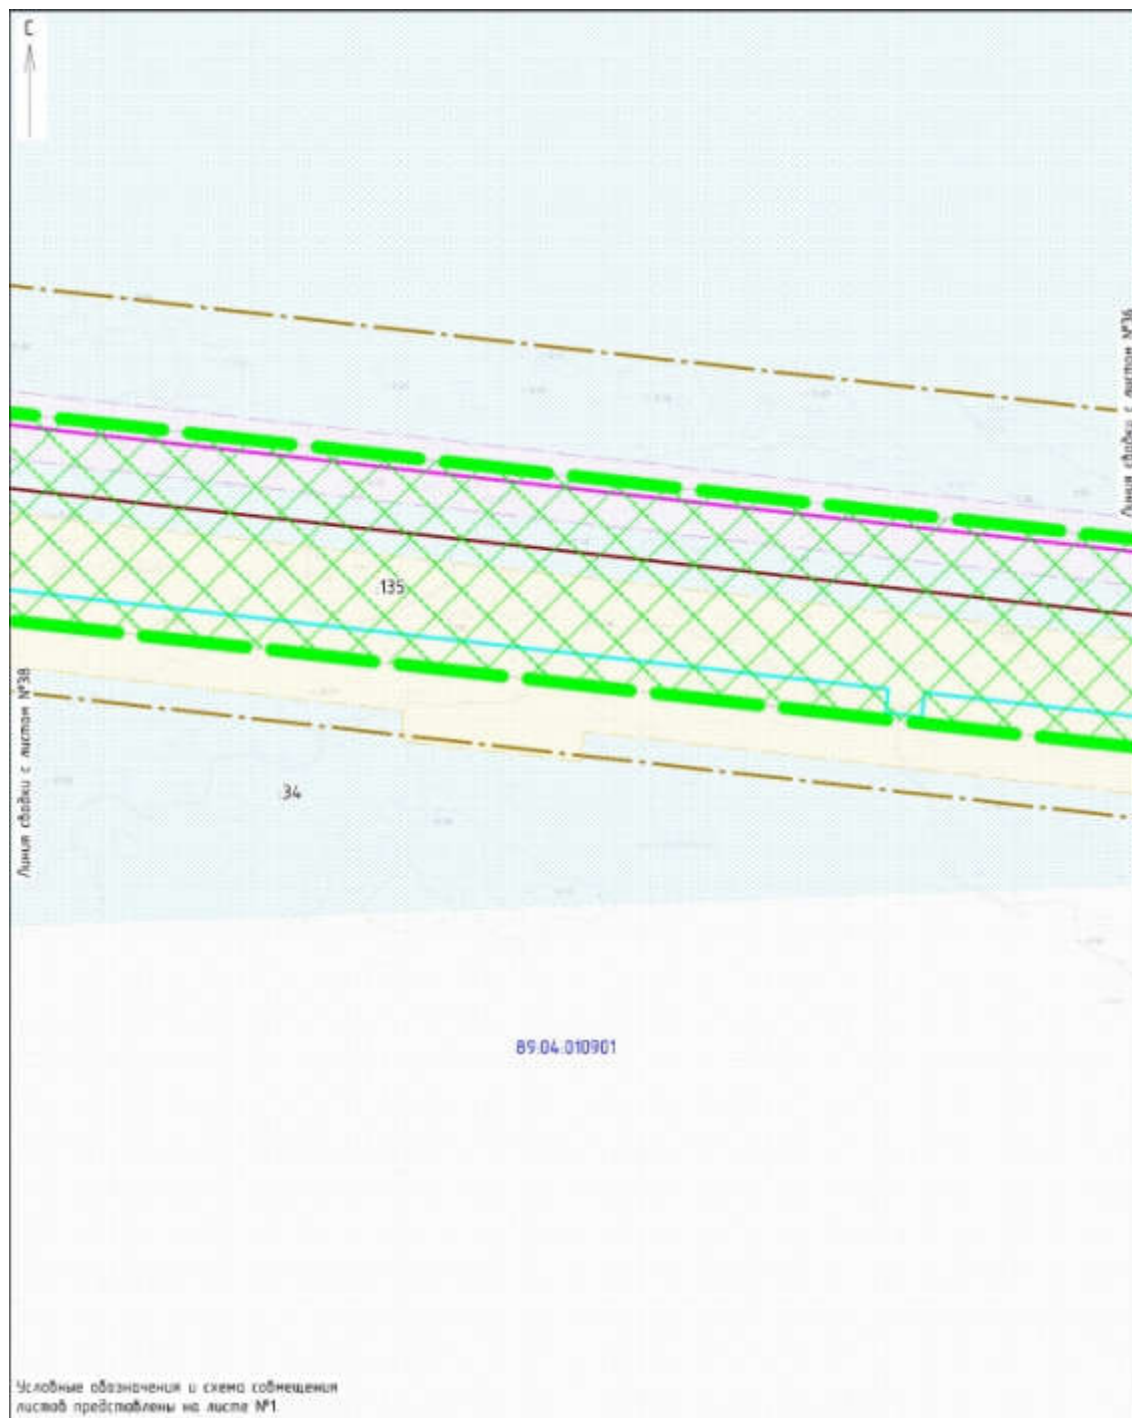 С
Линия сводки с листом №36
135
Линия сводки с листом №38
34
89:04:010901
Условные обозначения и схема совмещения
листов представлены на листе №1